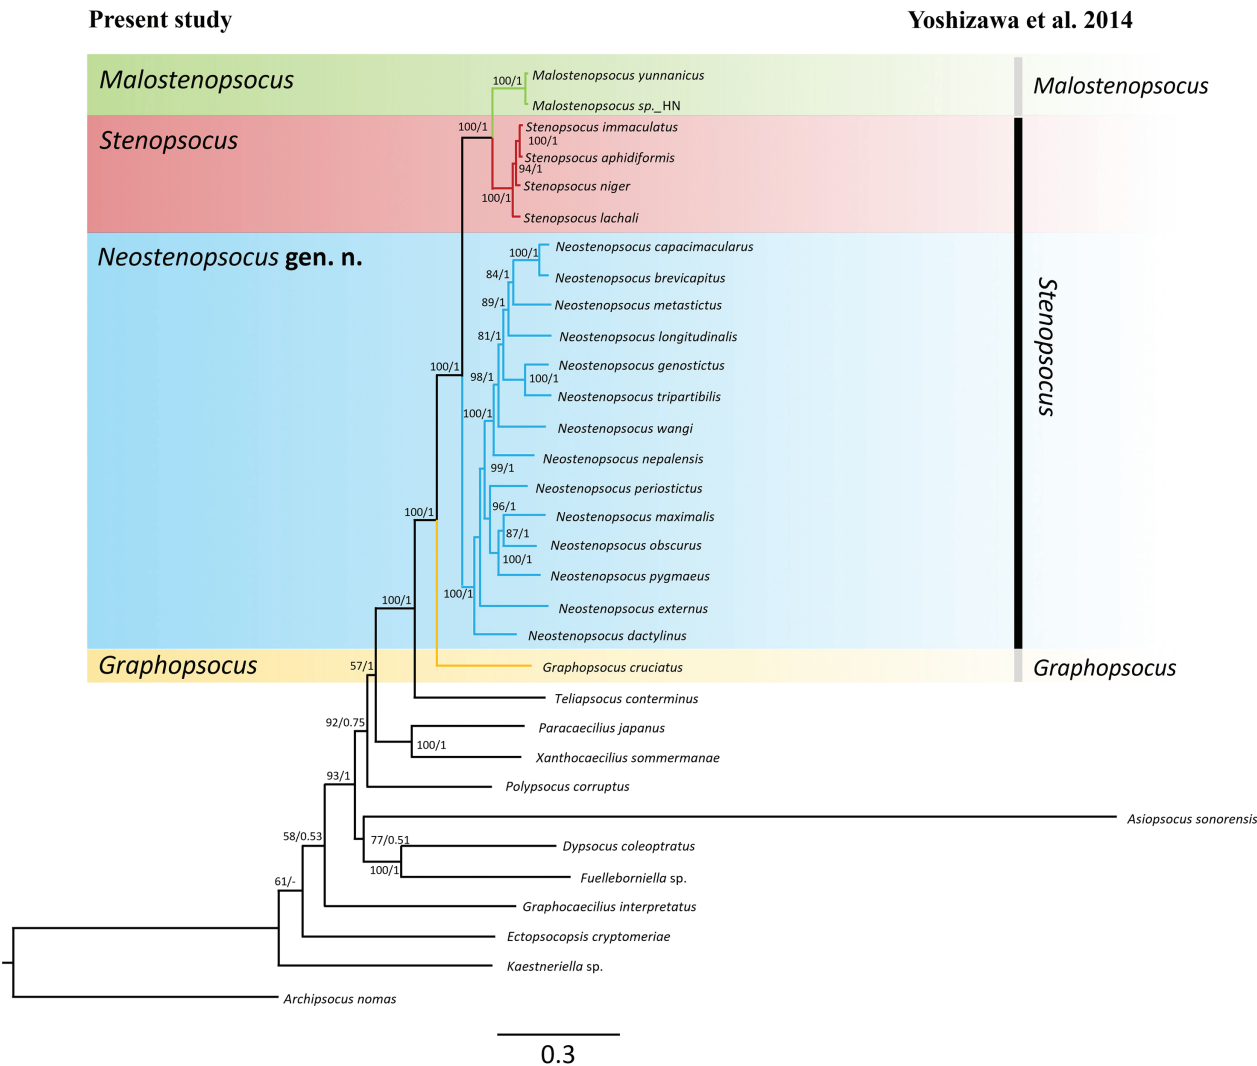 Present study
Yoshizawa et al. 2014
Malostenopsocus
100/1
Malostenopsocus yunnanicus
Malostenopsocus sp._HN
Malostenopsocus
Stenopsocus
100/1
Stenopsocus immaculatus
100/1
Stenopsocus aphidiformis
94/1
Stenopsocus niger
100/1
Stenopsocus lachali
Neostenopsocus gen. n.
Neostenopsocus capacimacularus
100/1
Neostenopsocus brevicapitus
84/1
Neostenopsocus metastictus
89/1
Neostenopsocus longitudinalis
81/1
Neostenopsocus genostictus
100/1
98/1
100/1
Neostenopsocus tripartibilis
Neostenopsocus wangi
100/1
Neostenopsocus nepalensis
99/1
Neostenopsocus periostictus
96/1
Neostenopsocus maximalis
100/1
87/1
Neostenopsocus obscurus
100/1
Neostenopsocus pygmaeus
100/1
Neostenopsocus externus
100/1
Neostenopsocus dactylinus
Stenopsocus
Graphopsocus
57/1
Graphopsocus cruciatus
Graphopsocus
Teliapsocus conterminus
92/0.75
Paracaecilius japanus
100/1
Xanthocaecilius sommermanae
93/1
Polypsocus corruptus
Asiopsocus sonorensis
58/0.53
77/0.51
Dypsocus coleoptratus
100/1
Fuelleborniella sp.
61/-
Graphocaecilius interpretatus
Ectopsocopsis cryptomeriae
Kaestneriella sp.
Archipsocus nomas
0.3